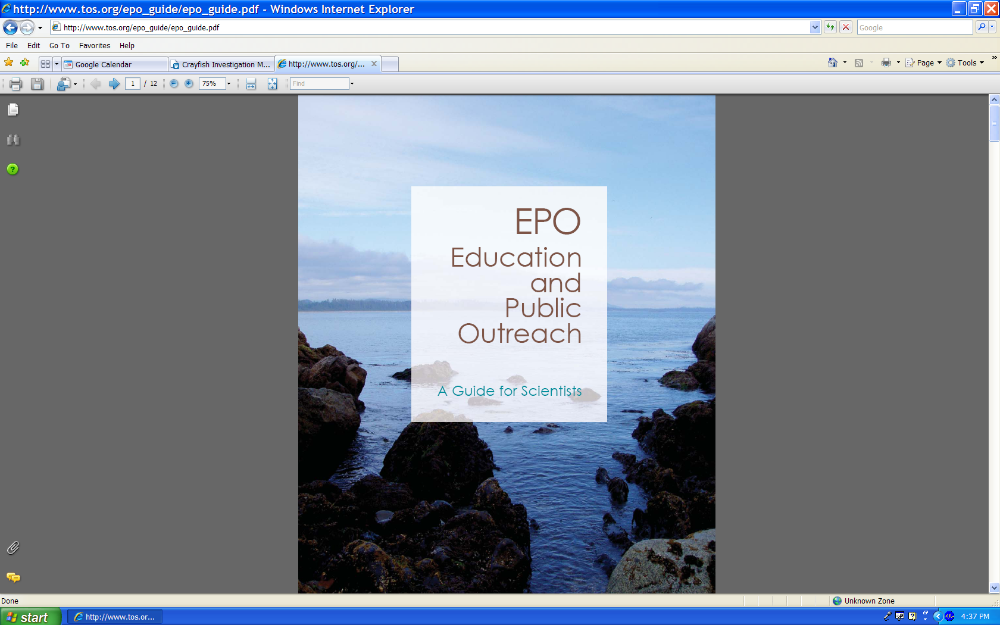 http://www.tos.org/epo_guide/epo_guide.pdf - Windows Internet Explorer
http://www.tos.org/epo_guide/epo_guide.pdf
Google
File Edit Go To Favorites Help
Google Calendar
Crayfish Investigation M...
http://www.tos.org/...
Page
Tools
1 / 12
75%
Find
EPO
Education
and
Public
Outreach
A Guide for Scientists
Done
Unknown Zone
start
http://www.tos.or...
4:37 PM